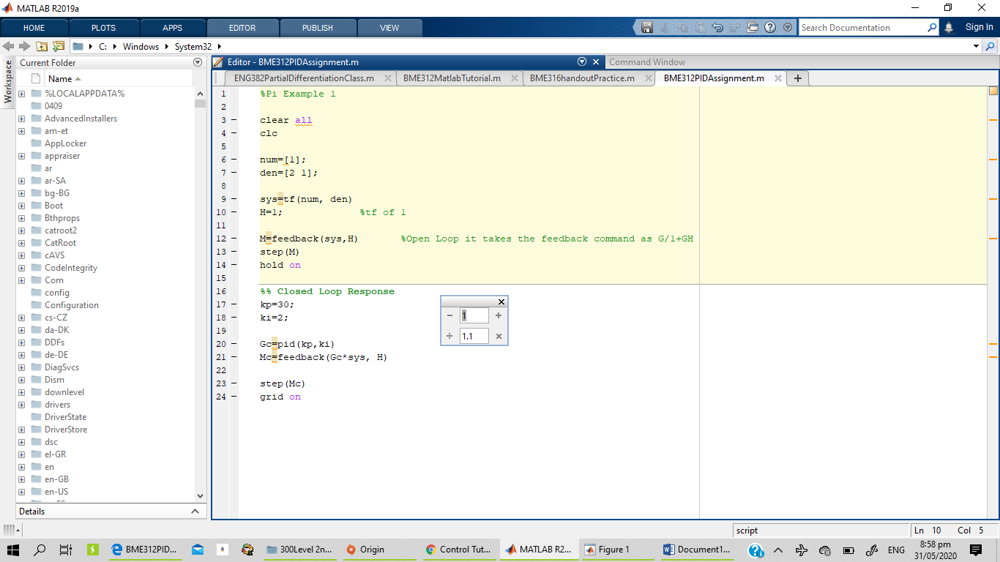 MATLAB R2019a
HOME PLOTS APPS EDITOR PUBLISH VIEW Search Documentation Sign In
C: Windows System32
Workspace
Current Folder
Name
%LOCALAPPDATA%
0409
AdvancedInstallers
am-et
AppLocker
appraiser
ar
ar-SA
bg-BG
Boot
Bthprops
catroot2
CatRoot
cAVS
CodeIntegrity
Com
config
Configuration
cs-CZ
da-DK
DDFs
de-DE
DiagSvcs
Dism
downlevel
drivers
DriverState
DriverStore
dsc
el-GR
en
en-GB
en-US
Details
Editor - BME312PIDAssignment.m
Command Window
ENG382PartialDifferentiationClass.m BME312MatlabTutorial.m BME316handoutPractice.m BME312PIDAssignment.m
1 %Pi Example 1
2
3 – clear all
4 – clc
5
6 – num=[1];
7 – den=[2 1];
8
9 – sys=tf(num, den)
10 – H=1; %tf of 1
11
12 – M=feedback(sys,H) %Open Loop it takes the feedback command as G/1+GH
13 – step(M)
14 – hold on
15
16 %% Closed Loop Response
17 – kp=30;
18 – ki=2;
19
20 – Gc=pid(kp,ki)
21 – Mc=feedback(Gc*sys, H)
22
23 – step(Mc)
24 – grid on
− 1 +
÷ 1.1 ×
script Ln 10 Col 5
BME312PID... 300Level 2n... Origin Control Tut... MATLAB R2... Figure 1 Document1... ENG 8:58 pm
31/05/2020